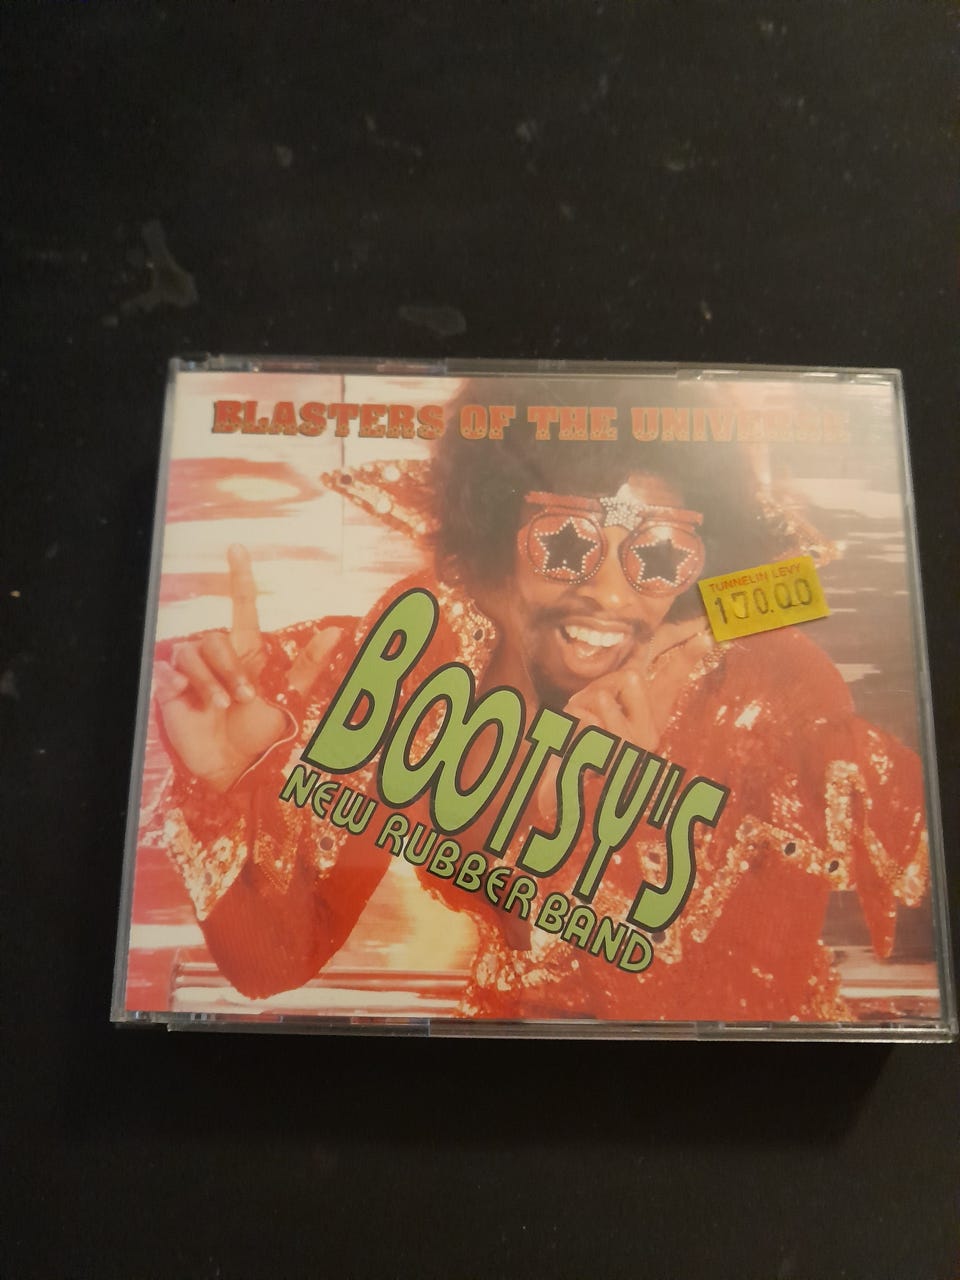 BLASTERS OF THE UNIVERSE
TUNNELIN LEVY
170.00
BOOTSY'S
NEW RUBBER BAND